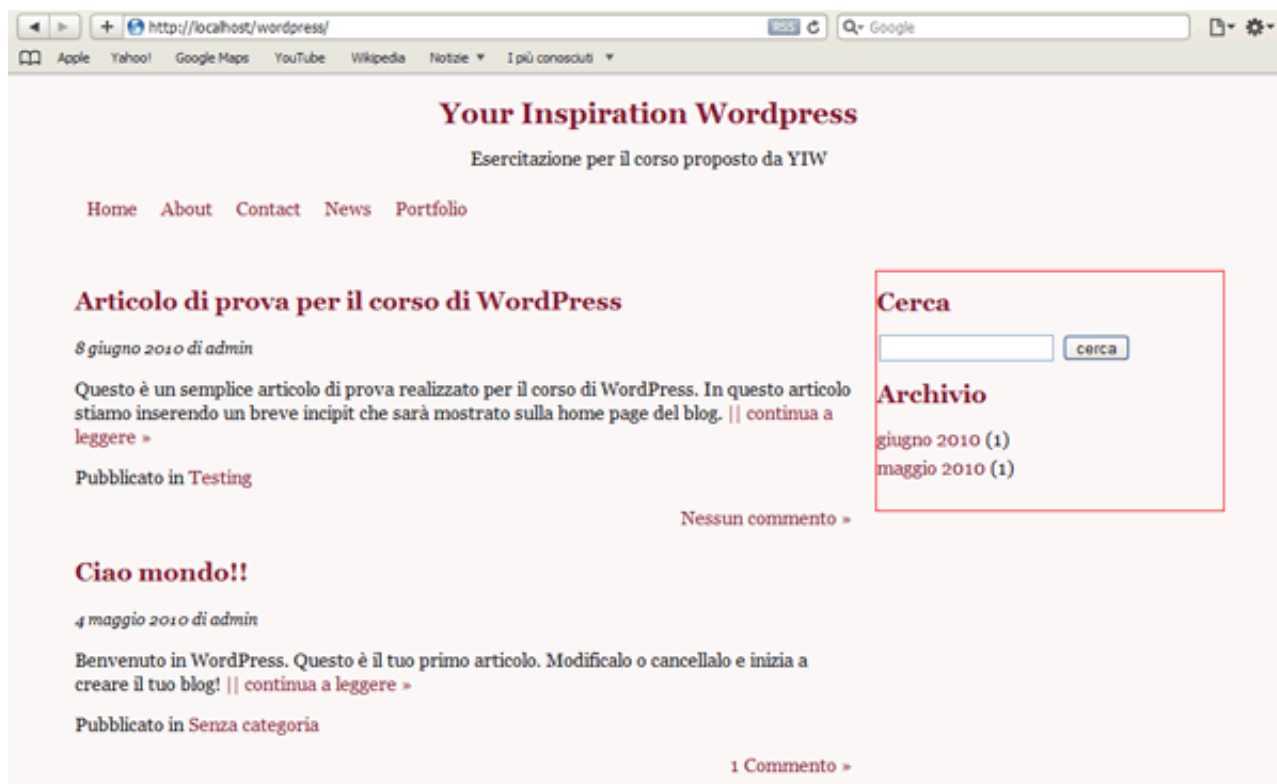 http://localhost/wordpress/
RSS
Google
Apple Yahoo! Google Maps YouTube Wikipedia Notizie I più conosciuti
Your Inspiration Wordpress
Esercitazione per il corso proposto da YIW
Home About Contact News Portfolio
Articolo di prova per il corso di WordPress
8 giugno 2010 di admin
Questo è un semplice articolo di prova realizzato per il corso di WordPress. In questo articolo
stiamo inserendo un breve incipit che sarà mostrato sulla home page del blog. || continua a
leggere »
Pubblicato in Testing
Nessun commento »
Ciao mondo!!
4 maggio 2010 di admin
Benvenuto in WordPress. Questo è il tuo primo articolo. Modificalo o cancellalo e inizia a
creare il tuo blog! || continua a leggere »
Pubblicato in Senza categoria
1 Commento »
Cerca
cerca
Archivio
giugno 2010 (1)
maggio 2010 (1)